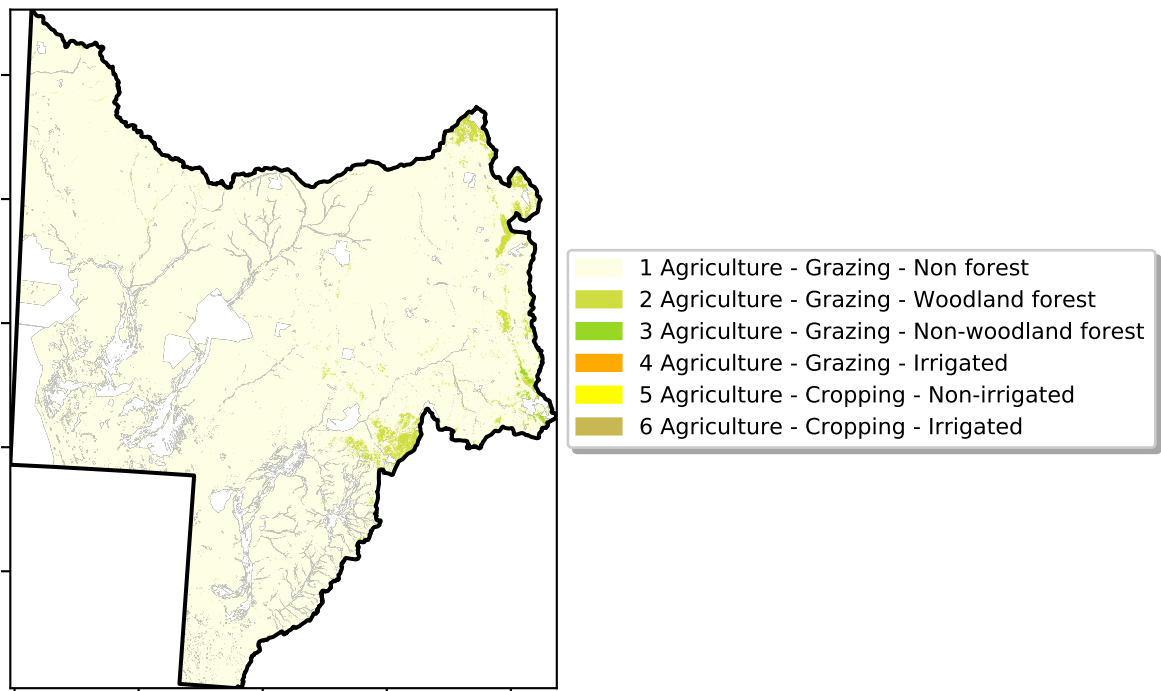 1 Agriculture - Grazing - Non forest
2 Agriculture - Grazing - Woodland forest
3 Agriculture - Grazing - Non-woodland forest
4 Agriculture - Grazing - Irrigated
5 Agriculture - Cropping - Non-irrigated
6 Agriculture - Cropping - Irrigated